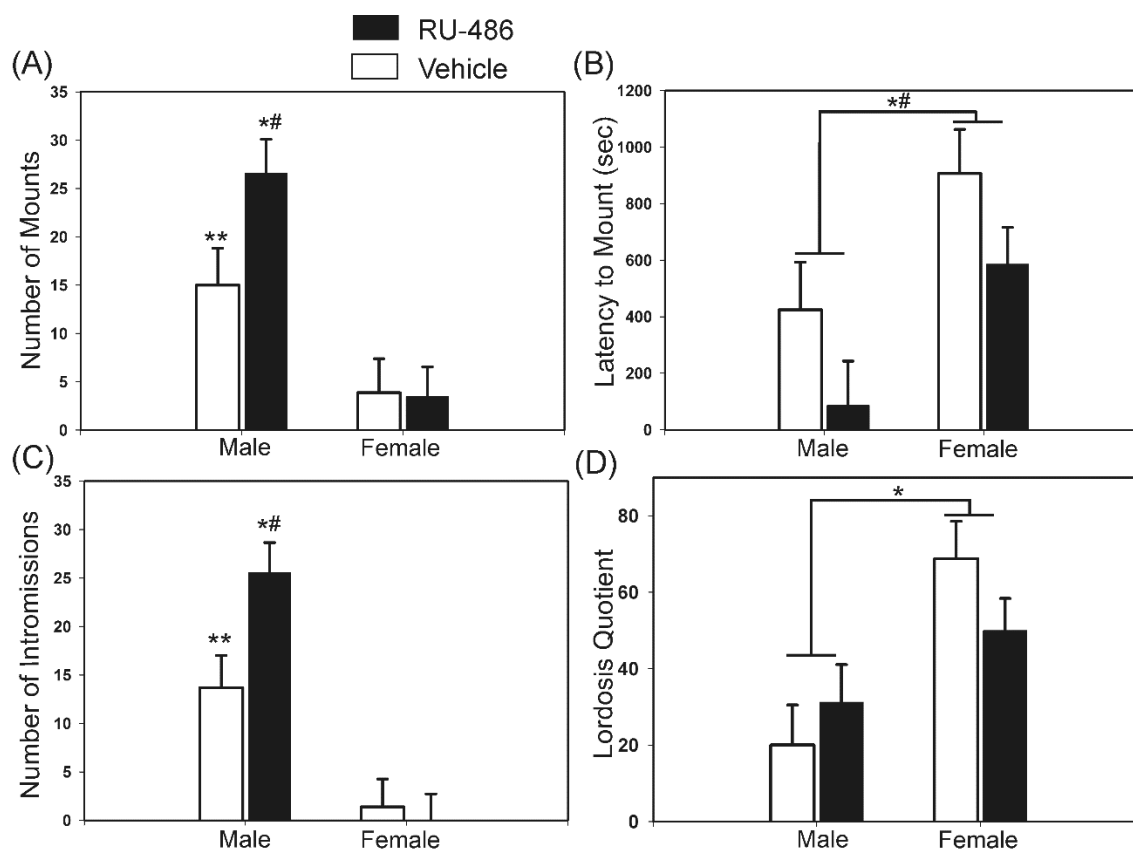 RU-486
Vehicle
(A)
Number of Mounts
35
30
25
20
15
10
5
0
**
*#
Male
Female
(B)
Latency to Mount (sec)
1200
1000
800
600
400
200
0
*#
Male
Female
(C)
Number of Intromissions
35
30
25
20
15
10
5
0
**
*#
Male
Female
(D)
Lordosis Quotient
80
60
40
20
0
*
Male
Female